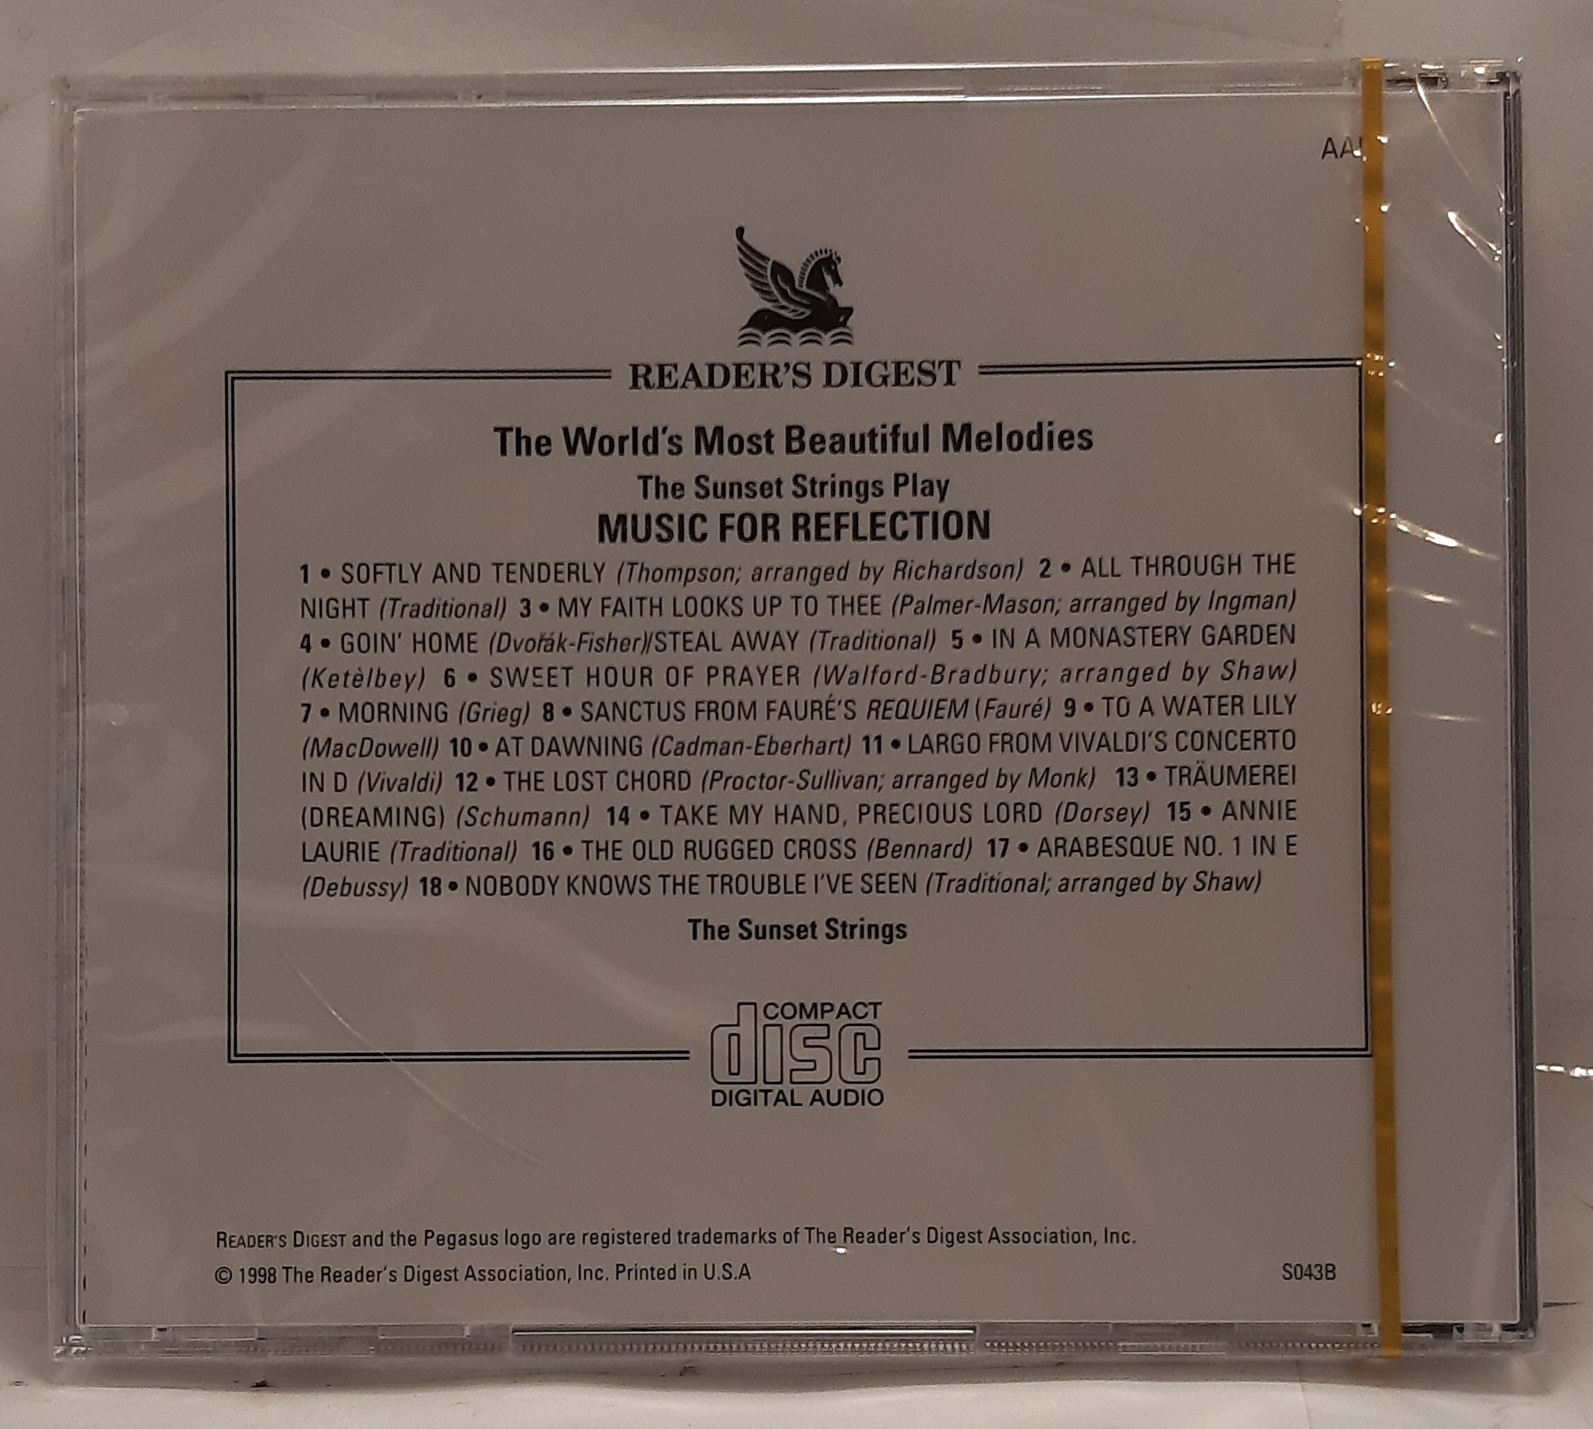 READER'S DIGEST
The World's Most Beautiful Melodies
The Sunset Strings Play
MUSIC FOR REFLECTION
1 • SOFTLY AND TENDERLY (Thompson; arranged by Richardson) 2 • ALL THROUGH THE
NIGHT (Traditional) 3 • MY FAITH LOOKS UP TO THEE (Palmer-Mason; arranged by Ingman)
4 • GOIN' HOME (Dvořák-Fisher)/STEAL AWAY (Traditional) 5 • IN A MONASTERY GARDEN
(Ketèlbey) 6 • SWEET HOUR OF PRAYER (Walford-Bradbury; arranged by Shaw)
7 • MORNING (Grieg) 8 • SANCTUS FROM FAURÉ'S REQUIEM (Fauré) 9 • TO A WATER LILY
(MacDowell) 10 • AT DAWNING (Cadman-Eberhart) 11 • LARGO FROM VIVALDI'S CONCERTO
IN D (Vivaldi) 12 • THE LOST CHORD (Proctor-Sullivan; arranged by Monk) 13 • TRÄUMEREI
(DREAMING) (Schumann) 14 • TAKE MY HAND, PRECIOUS LORD (Dorsey) 15 • ANNIE
LAURIE (Traditional) 16 • THE OLD RUGGED CROSS (Bennard) 17 • ARABESQUE NO. 1 IN E
(Debussy) 18 • NOBODY KNOWS THE TROUBLE I'VE SEEN (Traditional; arranged by Shaw)
The Sunset Strings
COMPACT
disc
DIGITAL AUDIO
READER'S DIGEST and the Pegasus logo are registered trademarks of The Reader's Digest Association, Inc.
© 1998 The Reader's Digest Association, Inc. Printed in U.S.A
S043B